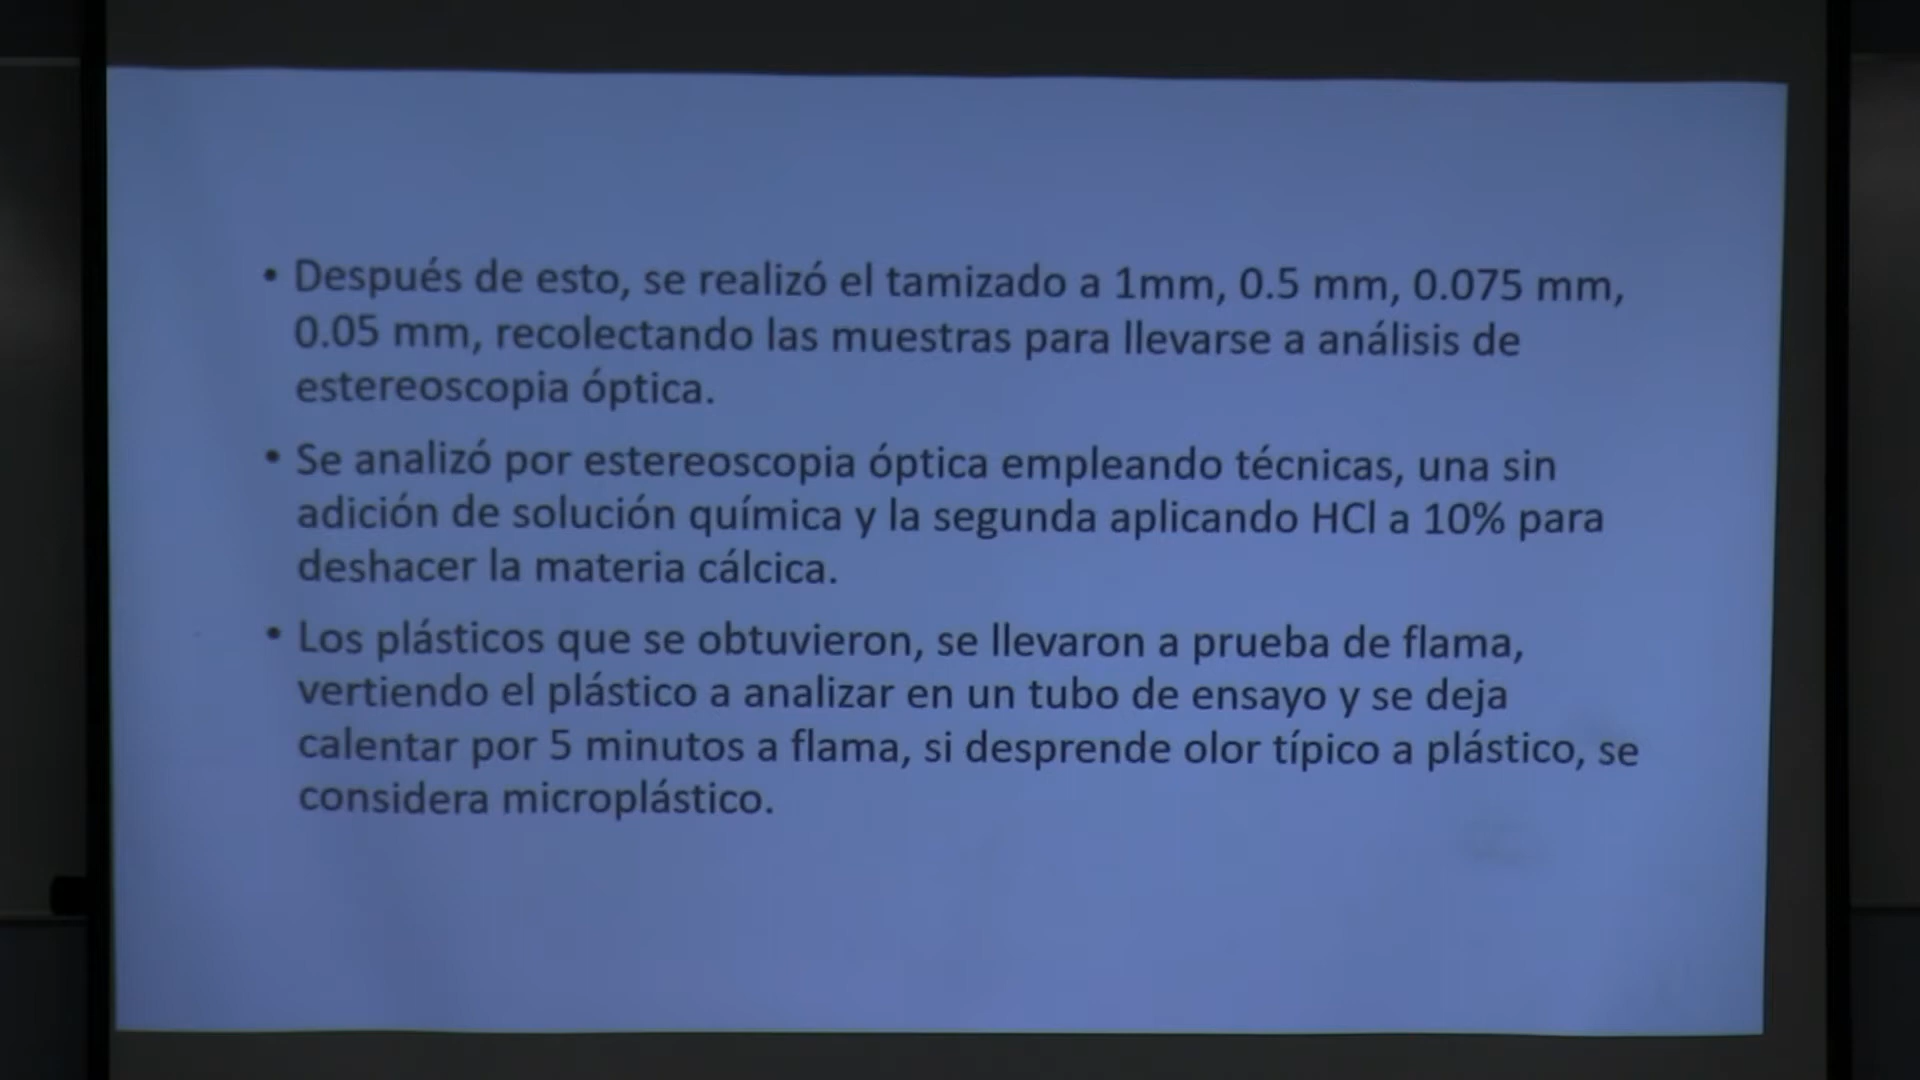 • Después de esto, se realizó el tamizado a 1mm, 0.5 mm, 0.075 mm,
0.05 mm, recolectando las muestras para llevarse a análisis de
estereoscopia óptica.
• Se analizó por estereoscopia óptica empleando técnicas, una sin
adición de solución química y la segunda aplicando HCl a 10% para
deshacer la materia cálcica.
• Los plásticos que se obtuvieron, se llevaron a prueba de flama,
vertiendo el plástico a analizar en un tubo de ensayo y se deja
calentar por 5 minutos a flama, si desprende olor típico a plástico, se
considera microplástico.